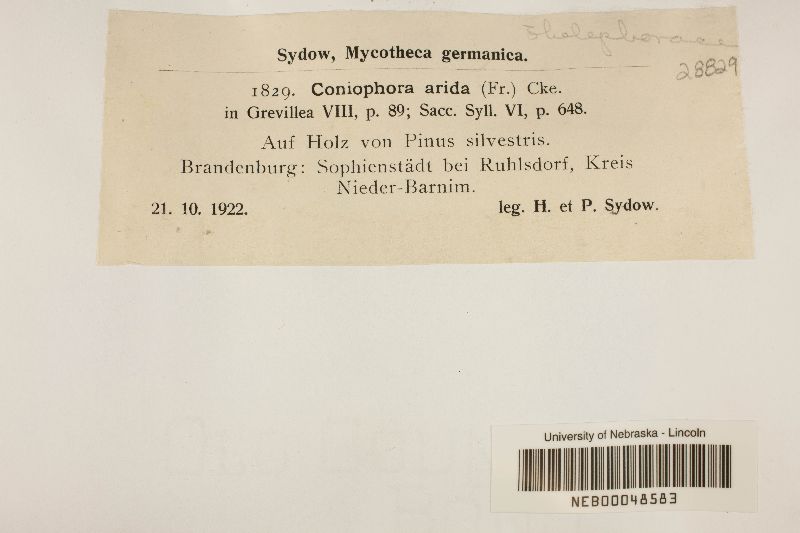 Thelephoraceae
28829
Sydow, Mycotheca germanica.
1829. Coniophora arida (Fr.) Cke.
in Grevillea VIII, p. 89; Sacc. Syll. VI, p. 648.
Auf Holz von Pinus silvestris.
Brandenburg: Sophienstädt bei Ruhlsdorf, Kreis
Nieder-Barnim.
21. 10. 1922. leg. H. et P. Sydow.
University of Nebraska - Lincoln
NEB00048583